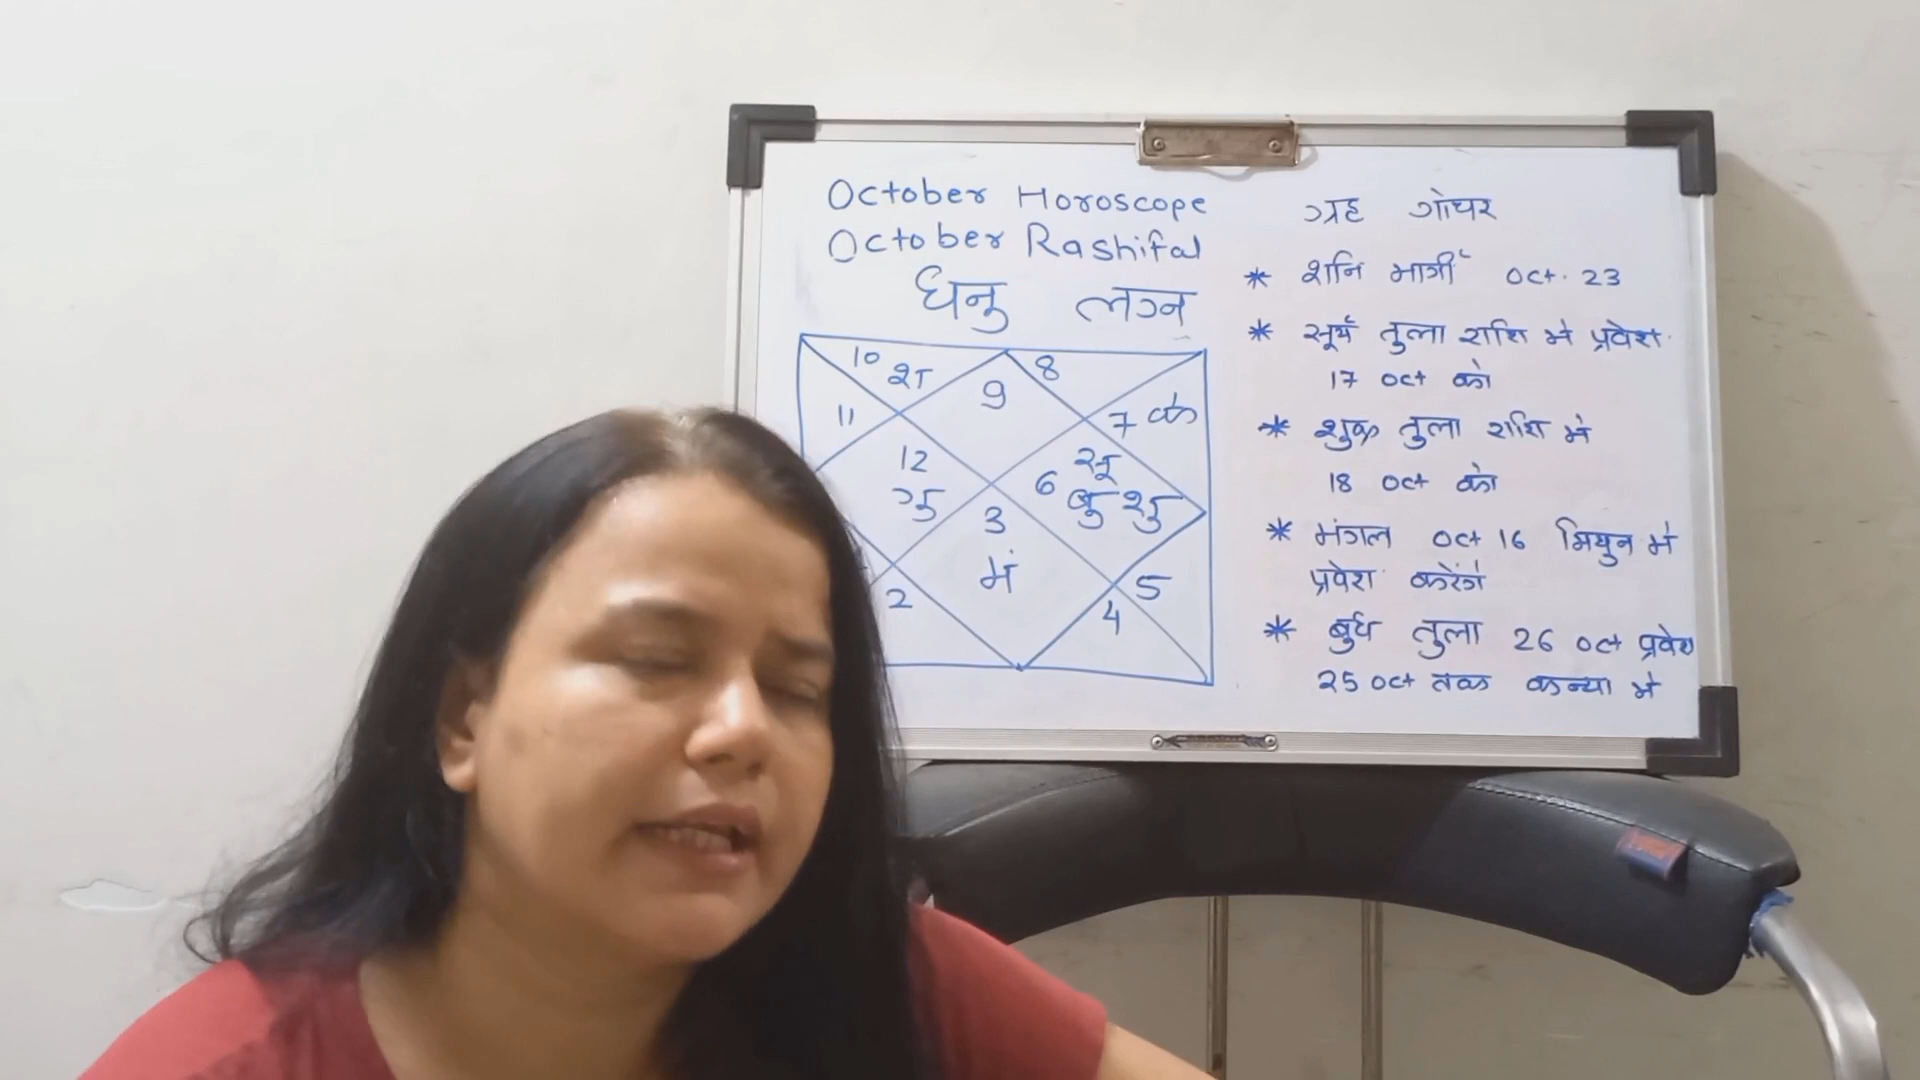 October Horoscope
October Rashifal
धनु लग्न
10 श
9
8
11
7 के
12
गु
6 सू
बु शु
3
मं
2
5
4
ग्रह गोचर
* शनि मार्गी Oct. 23
* सूर्य तुला राशि मे प्रवेश.
17 Oct को
* शुक्र तुला राशि मे
18 Oct को
* मंगल Oct 16 मिथुन मे
प्रवेश करेंगे
* बुध तुला 26 Oct प्रवेश
25 Oct तक कन्या मे